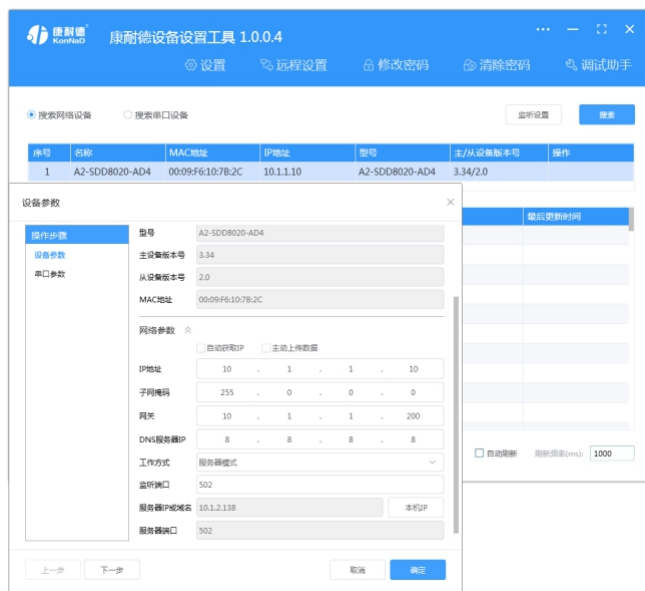 康耐德®
KonNaD
康耐德设备设置工具 1.0.0.4
设置 远程设置 修改密码 清除密码 调试助手
搜索网络设备 搜索串口设备 监听设置 搜索
序号 名称 MAC地址 IP地址 型号 主/从设备版本号 操作
1 A2-SDD8020-AD4 00:09:F6:10:7B:2C 10.1.1.10 A2-SDD8020-AD4 3.34/2.0
设备参数
最后更新时间
操作步骤
设备参数
串口参数
型号 A2-SDD8020-AD4
主设备版本号 3.34
从设备版本号 2.0
MAC地址 00:09:F6:10:7B:2C
网络参数
自动获取IP 主动上传数据
IP地址 10 . 1 . 1 . 10
子网掩码 255 . 0 . 0 . 0
网关 10 . 1 . 1 . 200
DNS服务器IP 8 . 8 . 8 . 8
工作方式 服务器模式
监听端口 502
服务器IP或域名 10.1.2.138 本机IP
服务器端口 502
自动刷新 刷新频率(ms): 1000
上一步 下一步 取消 确定